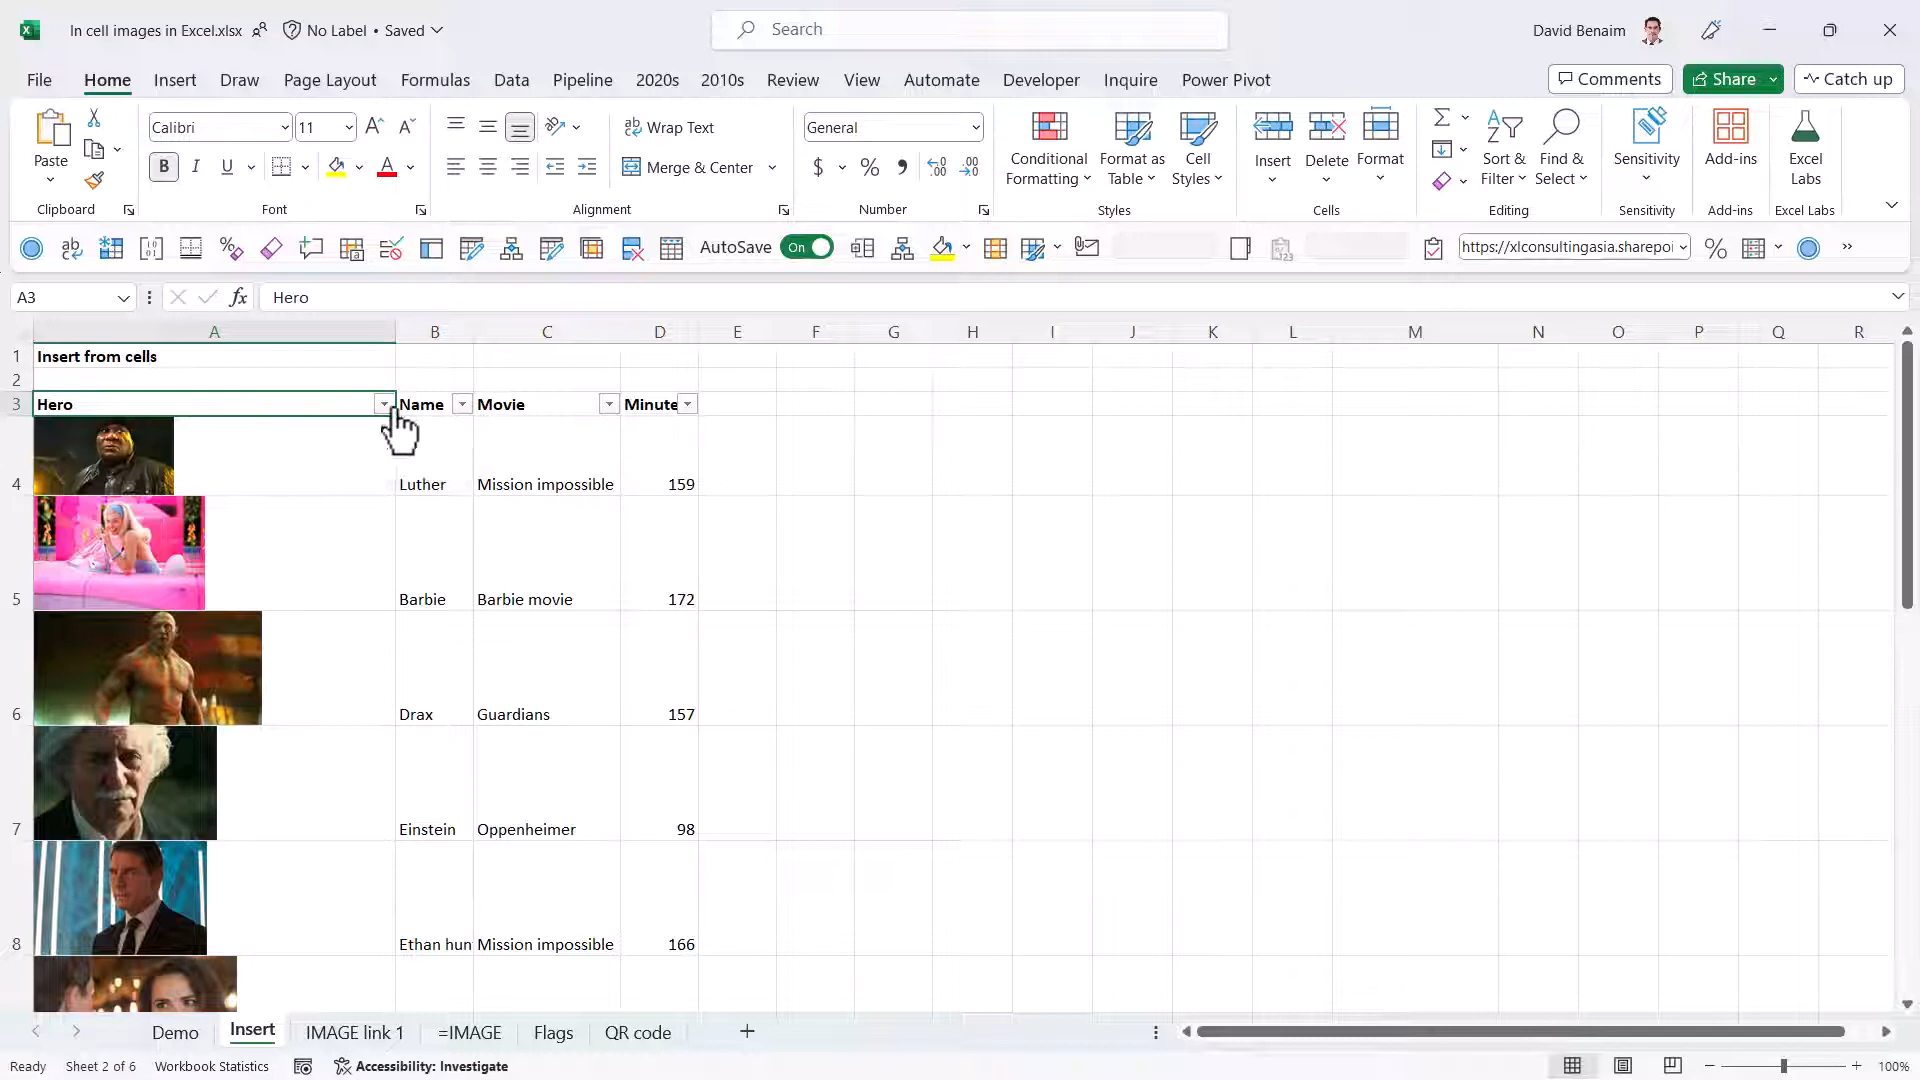 In cell images in Excel.xlsx No Label • Saved Search David Benaim
File Home Insert Draw Page Layout Formulas Data Pipeline 2020s 2010s Review View Automate Developer Inquire Power Pivot Comments Share Catch up
Paste Calibri 11 Wrap Text General Conditional Formatting Format as Table Cell Styles Insert Delete Format Sort & Filter Find & Select Sensitivity Add-ins Excel Labs
B I U A Merge & Center $ %
Clipboard Font Alignment Number Styles Cells Editing Sensitivity Add-ins Excel Labs
AutoSave On https://xlconsultingasia.sharepoi
A3 fx Hero
A B C D E F G H I J K L M N O P Q R
1 Insert from cells
2
3 Hero Name Movie Minute
4 Luther Mission impossible 159
5 Barbie Barbie movie 172
6 Drax Guardians 157
7 Einstein Oppenheimer 98
8 Ethan hun Mission impossible 166
Demo Insert IMAGE link 1 =IMAGE Flags QR code
Ready Sheet 2 of 6 Workbook Statistics Accessibility: Investigate 100%